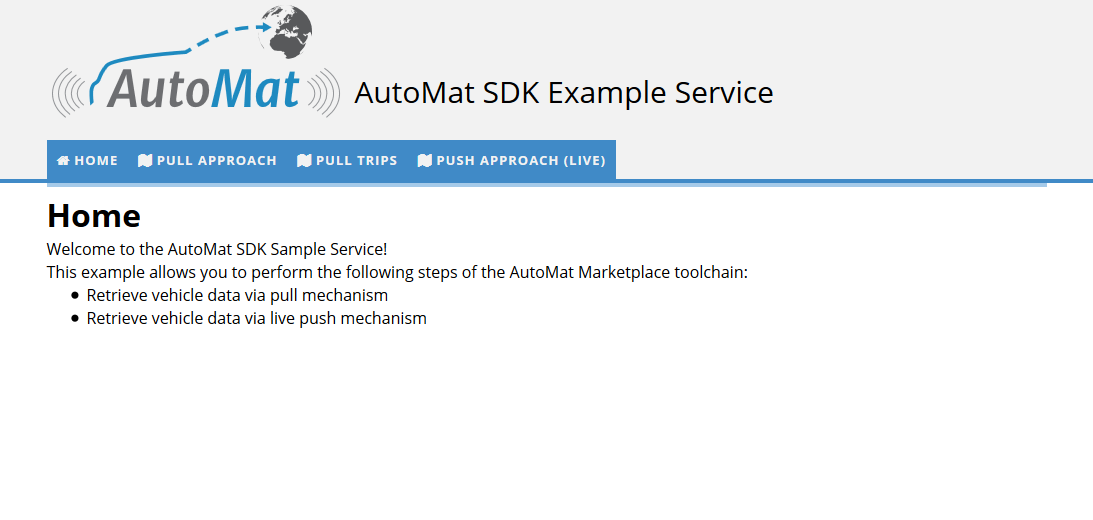 AutoMat
AutoMat SDK Example Service
HOME PULL APPROACH PULL TRIPS PUSH APPROACH (LIVE)
Home
Welcome to the AutoMat SDK Sample Service!
This example allows you to perform the following steps of the AutoMat Marketplace toolchain:
Retrieve vehicle data via pull mechanism
Retrieve vehicle data via live push mechanism